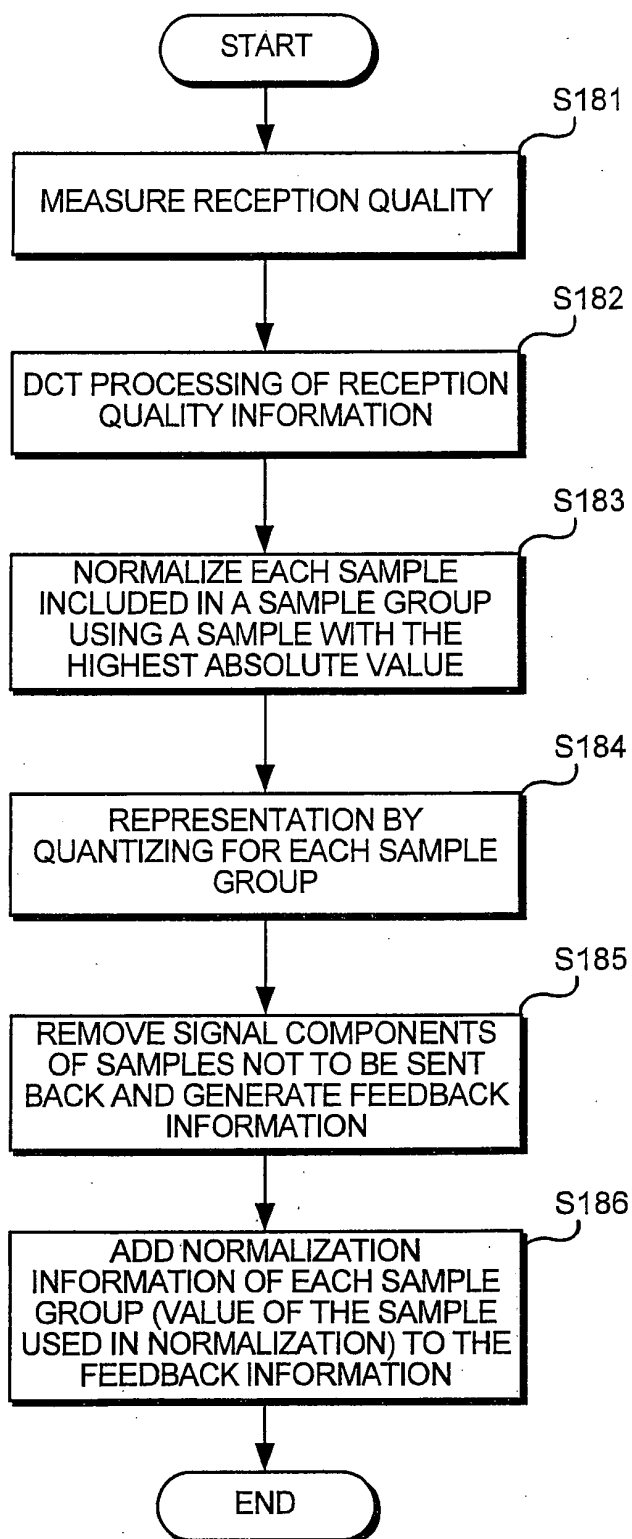 START
S181
MEASURE RECEPTION QUALITY
S182
DCT PROCESSING OF RECEPTION
QUALITY INFORMATION
S183
NORMALIZE EACH SAMPLE
INCLUDED IN A SAMPLE GROUP
USING A SAMPLE WITH THE
HIGHEST ABSOLUTE VALUE
S184
REPRESENTATION BY
QUANTIZING FOR EACH SAMPLE
GROUP
S185
REMOVE SIGNAL COMPONENTS
OF SAMPLES NOT TO BE SENT
BACK AND GENERATE FEEDBACK
INFORMATION
S186
ADD NORMALIZATION
INFORMATION OF EACH SAMPLE
GROUP (VALUE OF THE SAMPLE
USED IN NORMALIZATION) TO THE
FEEDBACK INFORMATION
END